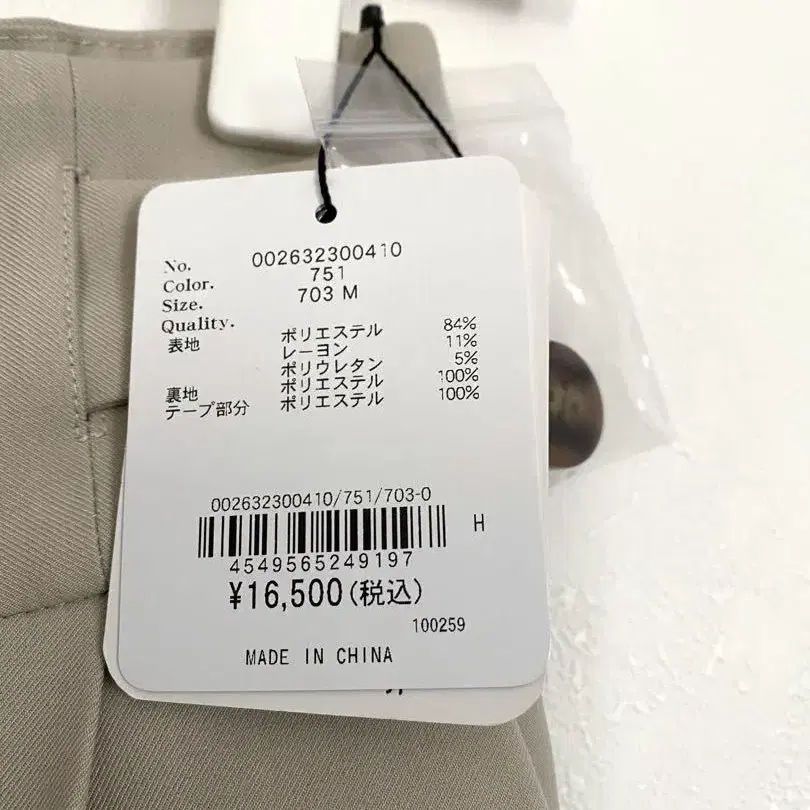 No. 002632300410
Color. 751
Size. 703 M
Quality.
表地 ポリエステル 84%
レーヨン 11%
ポリウレタン 5%
裏地 ポリエステル 100%
テープ部分 ポリエステル 100%
002632300410/751/703-0
H
4549565249197
¥16,500(税込)
100259
MADE IN CHINA